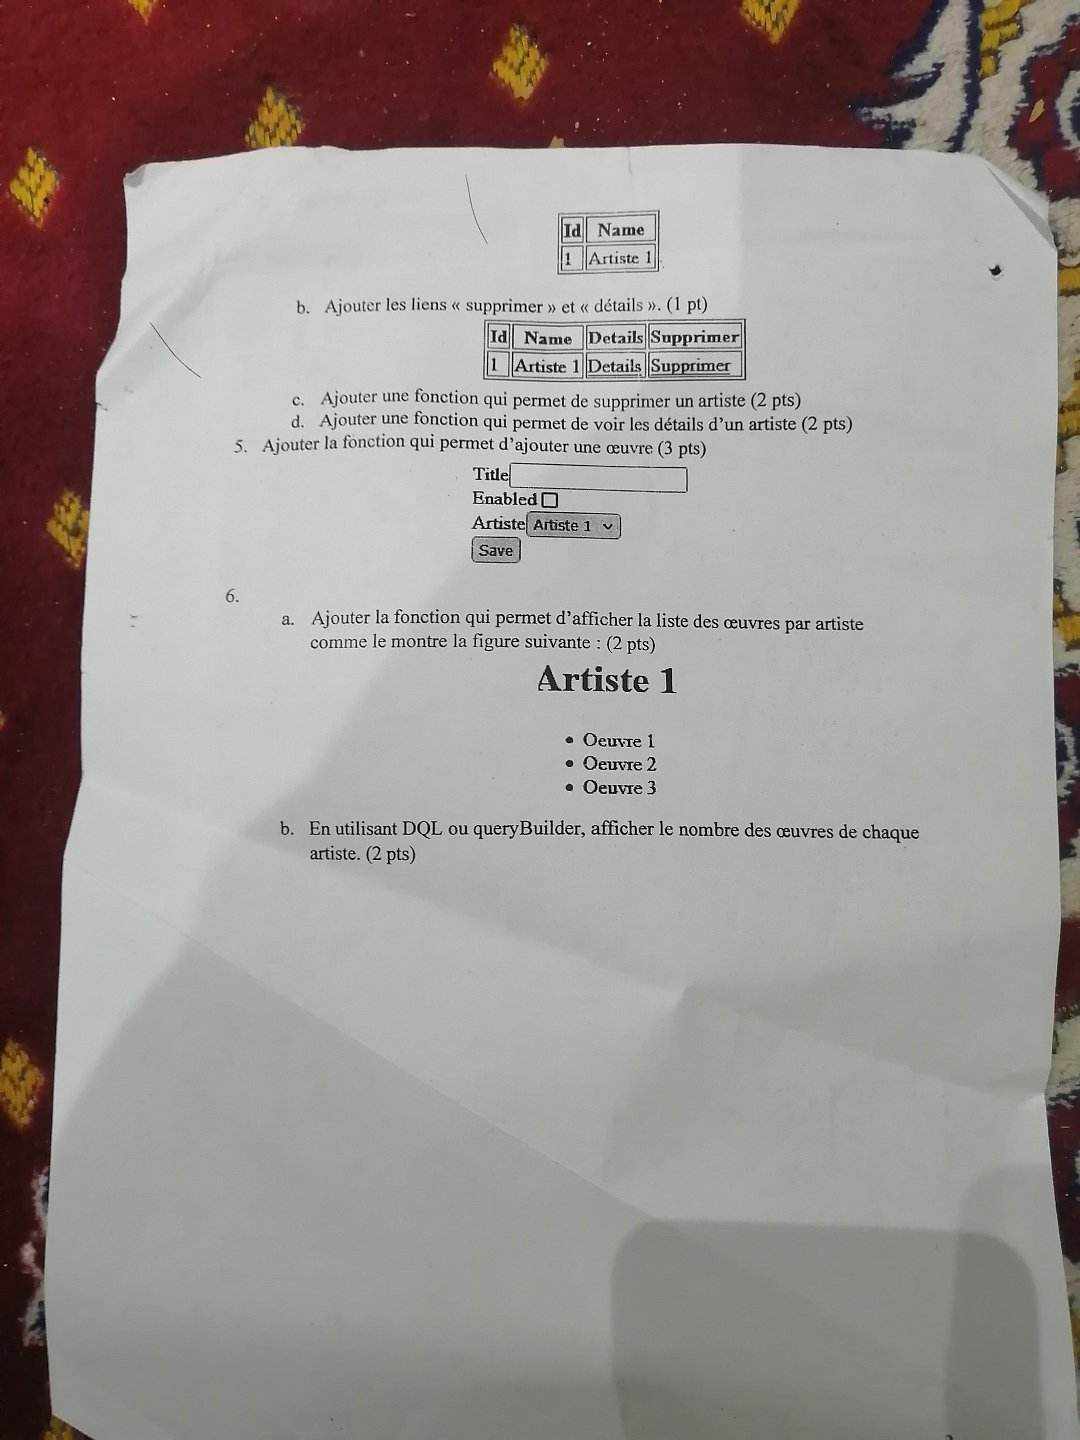 Id Name
1 Artiste 1
b. Ajouter les liens « supprimer » et « détails ». (1 pt)
Id Name Details Supprimer
1 Artiste 1 Details Supprimer
c. Ajouter une fonction qui permet de supprimer un artiste (2 pts)
d. Ajouter une fonction qui permet de voir les détails d’un artiste (2 pts)
5. Ajouter la fonction qui permet d’ajouter une œuvre (3 pts)
Title
Enabled
Artiste Artiste 1
Save
6.
a. Ajouter la fonction qui permet d’afficher la liste des œuvres par artiste
comme le montre la figure suivante : (2 pts)
Artiste 1
• Oeuvre 1
• Oeuvre 2
• Oeuvre 3
b. En utilisant DQL ou queryBuilder, afficher le nombre des œuvres de chaque
artiste. (2 pts)